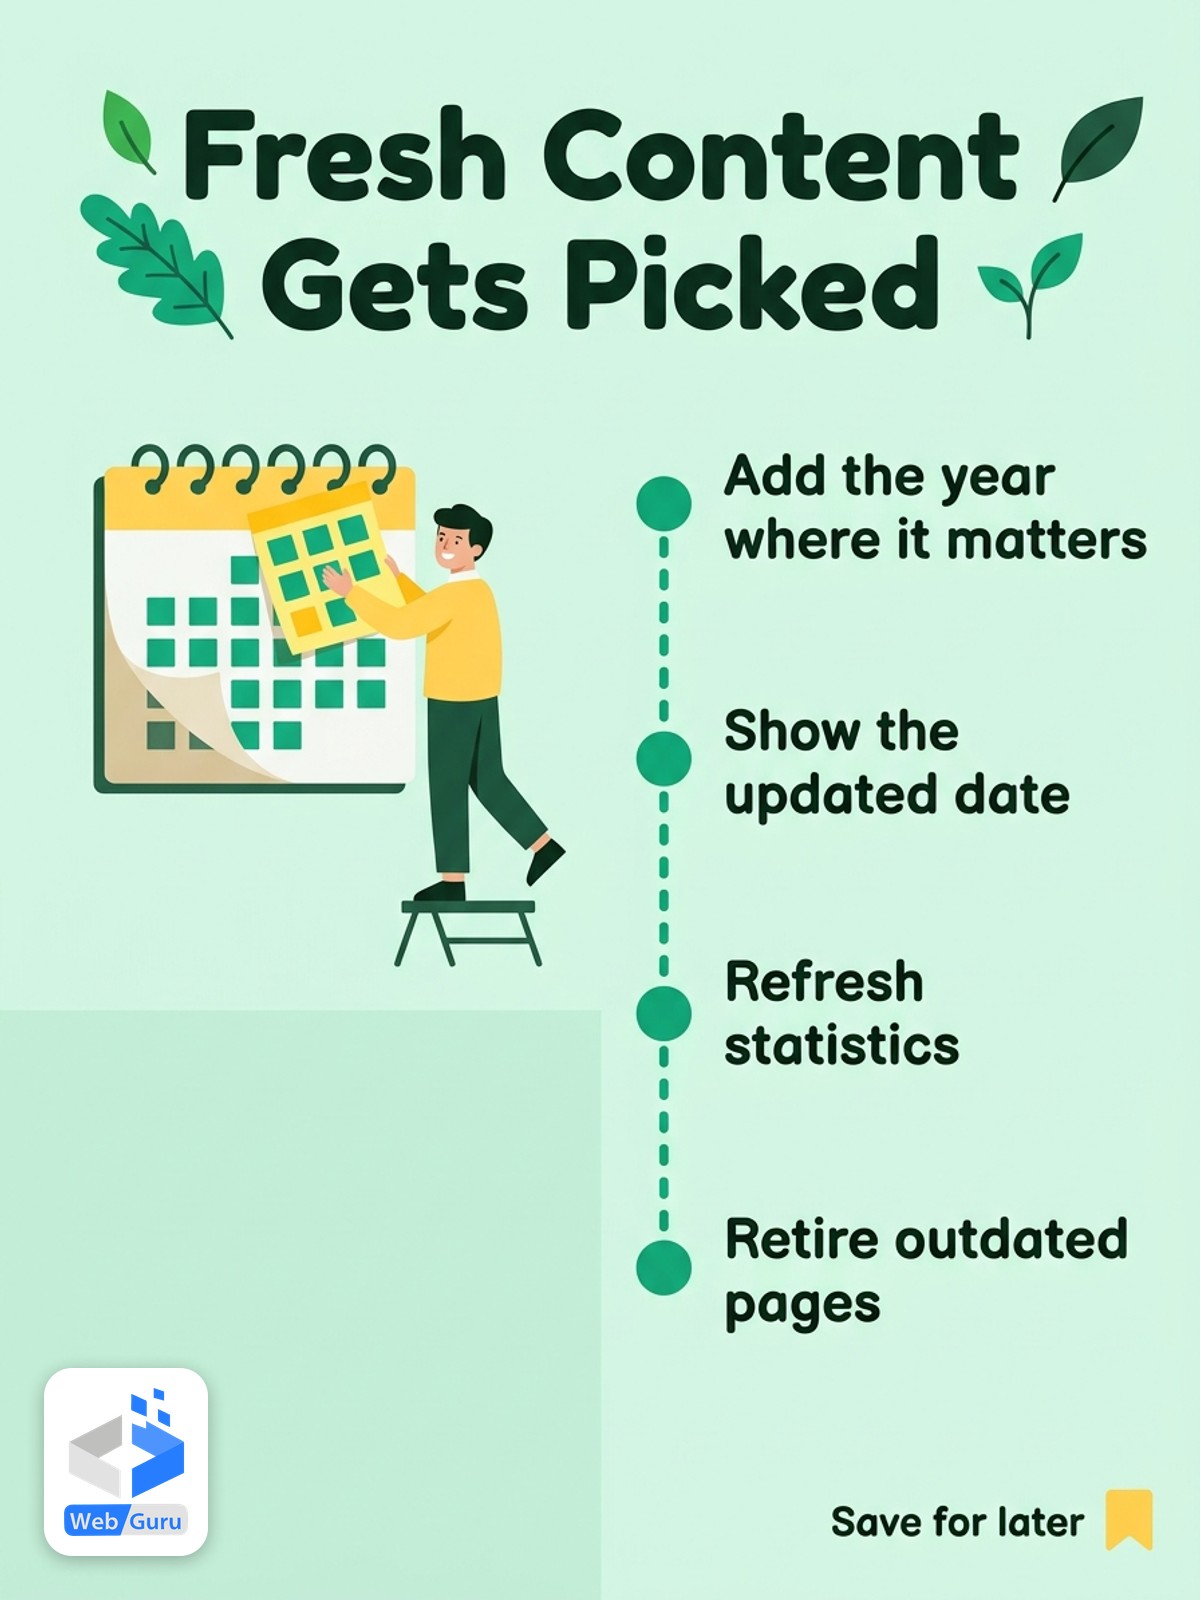 Fresh Content
Gets Picked
Add the year
where it matters
Show the
updated date
Refresh
statistics
Retire outdated
pages
Web/Guru
Save for later